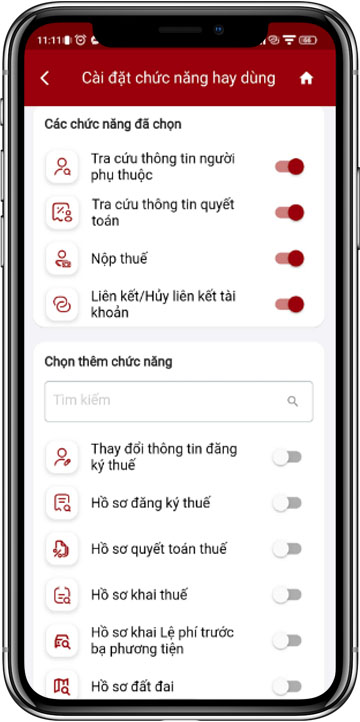 11:11
66
Cài đặt chức năng hay dùng
Các chức năng đã chọn
Tra cứu thông tin người
phụ thuộc
Tra cứu thông tin quyết
toán
Nộp thuế
Liên kết/Hủy liên kết tài
khoản
Chọn thêm chức năng
Tìm kiếm
Thay đổi thông tin đăng
ký thuế
Hồ sơ đăng ký thuế
Hồ sơ quyết toán thuế
Hồ sơ khai thuế
Hồ sơ khai Lệ phí trước
bạ phương tiện
Hồ sơ đất đai